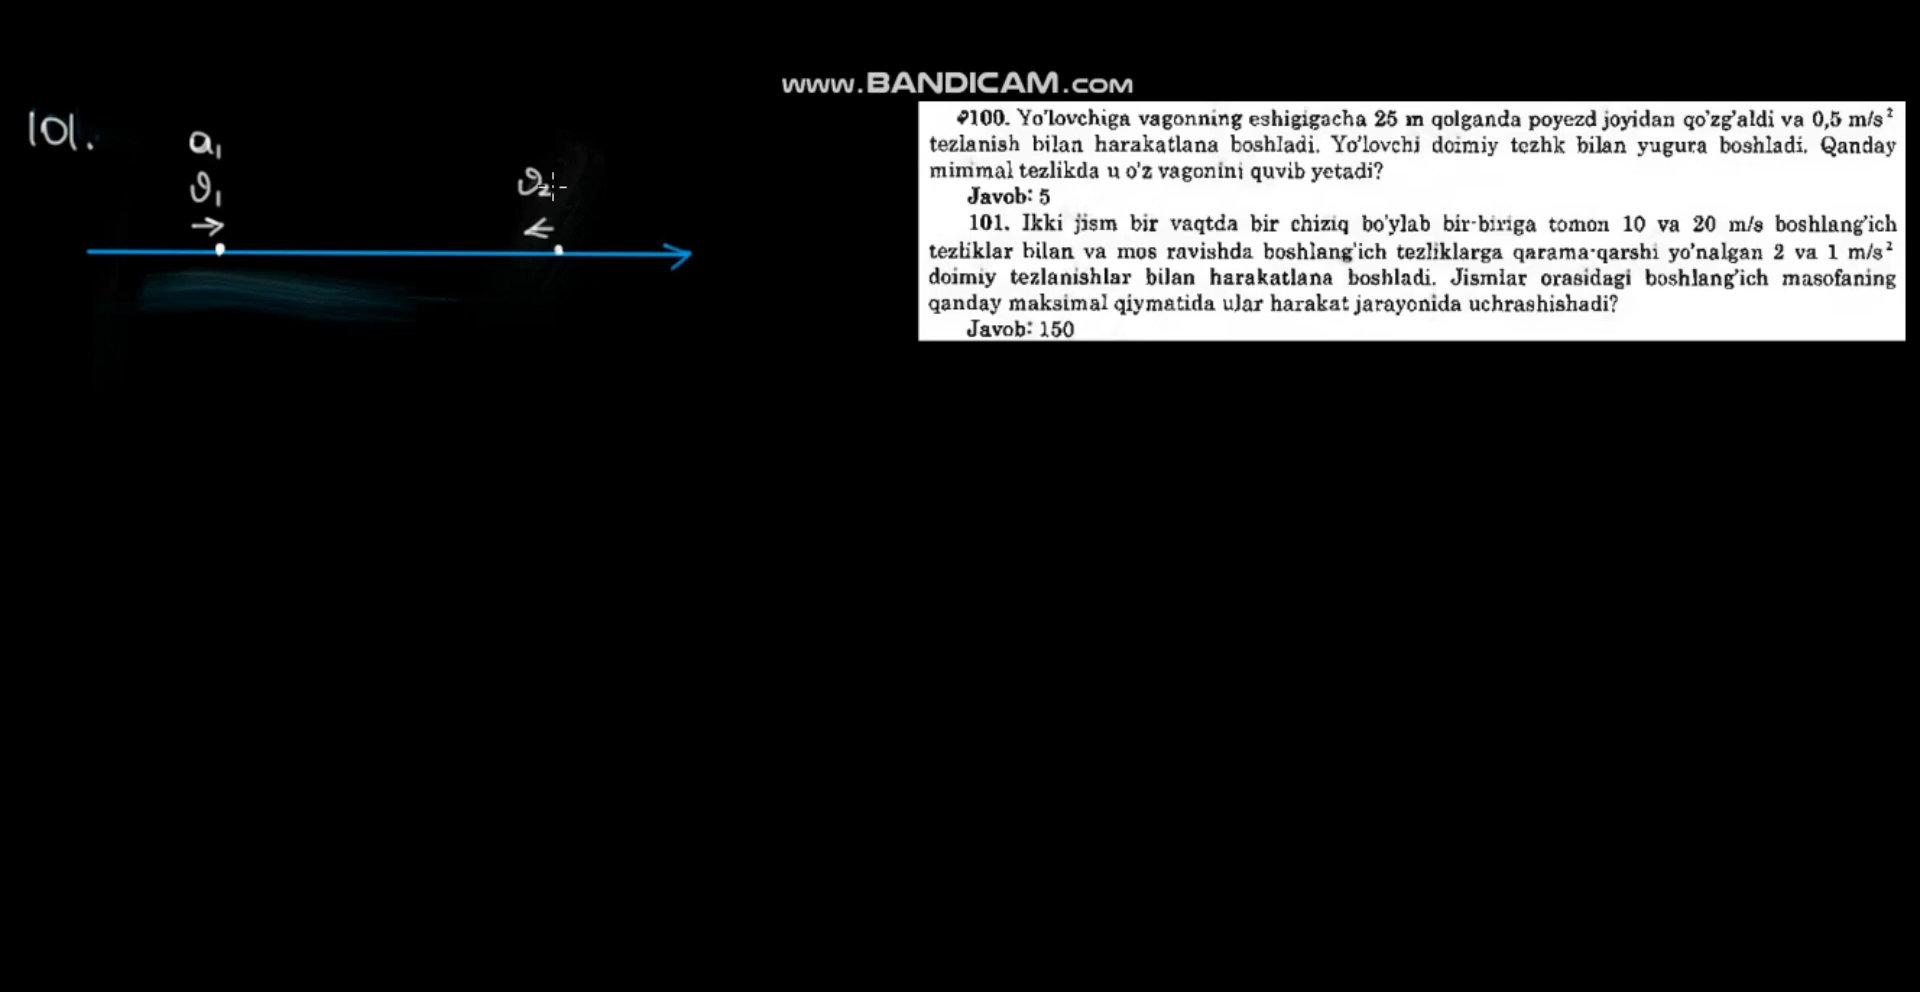 www.BANDICAM.COM
101.
a₁
ϑ₁
ϑ₂
100. Yo'lovchiga vagonning eshigigacha 25 m qolganda poyezd joyidan qo'zg'aldi va 0,5 m/s²
tezlanish bilan harakatlana boshladi. Yo'lovchi doimiy tezhk bilan yugura boshladi. Qanday
mimmal tezlikda u o'z vagonini quvib yetadi?
Javob: 5
101. Ikki jism bir vaqtda bir chiziq bo'ylab bir-biriga tomon 10 va 20 m/s boshlang'ich
tezliklar bilan va mos ravishda boshlang'ich tezliklarga qarama-qarshi yo'nalgan 2 va 1 m/s²
doimiy tezlanishlar bilan harakatlana boshladi. Jismlar orasidagi boshlang'ich masofaning
qanday maksimal qiymatida ular harakat jarayonida uchrashishadi?
Javob: 150